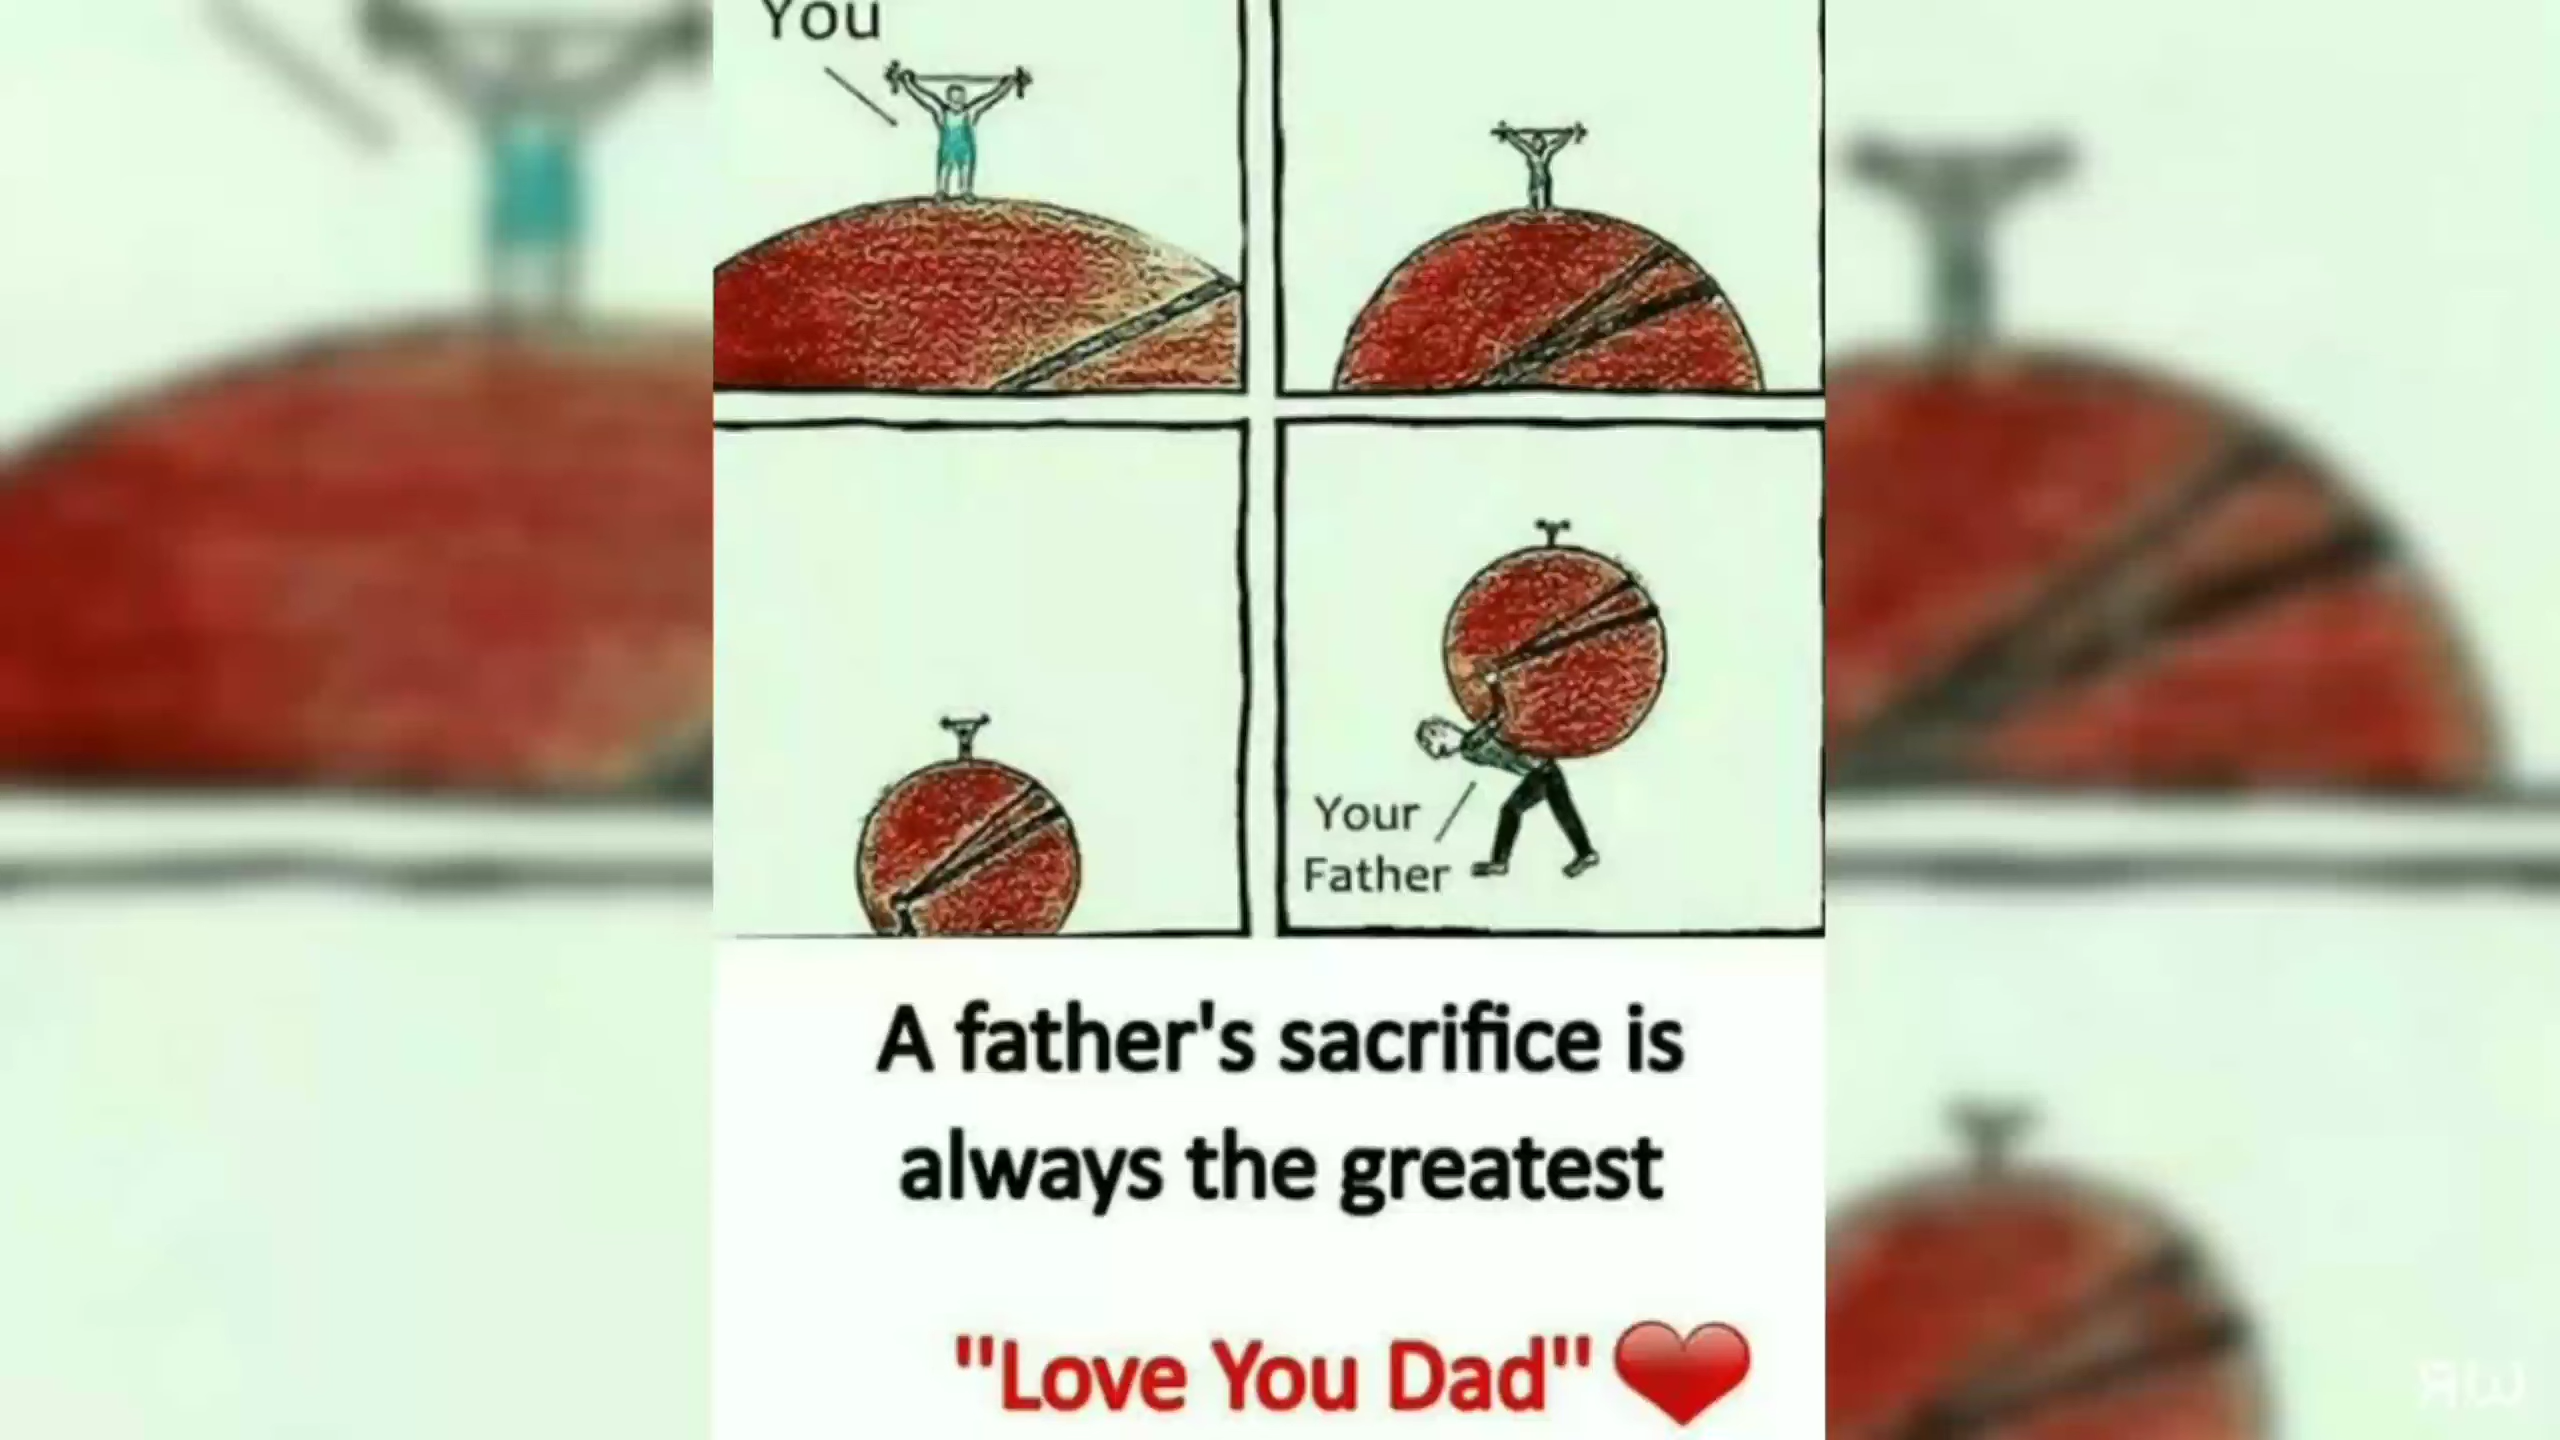 You
Your
Father
A father's sacrifice is
always the greatest
"Love You Dad"